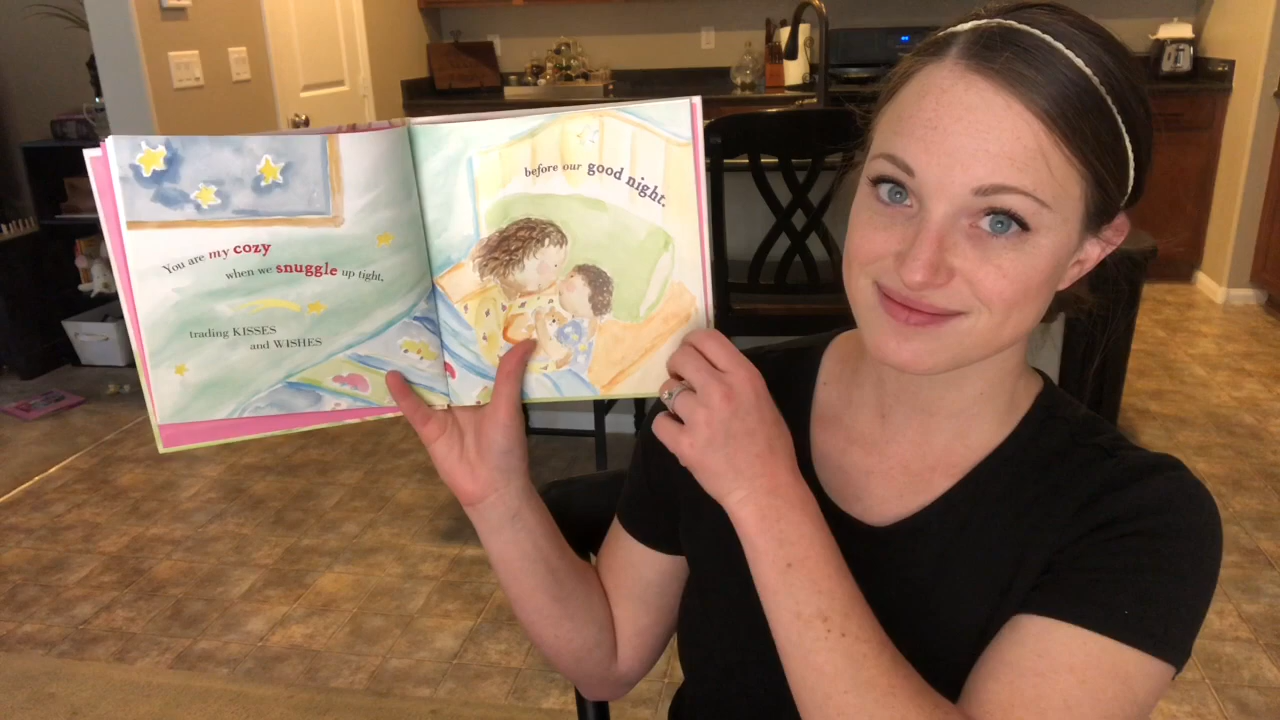 You are my cozy
when we snuggle up tight,
trading KISSES
and WISHES
before our good night.